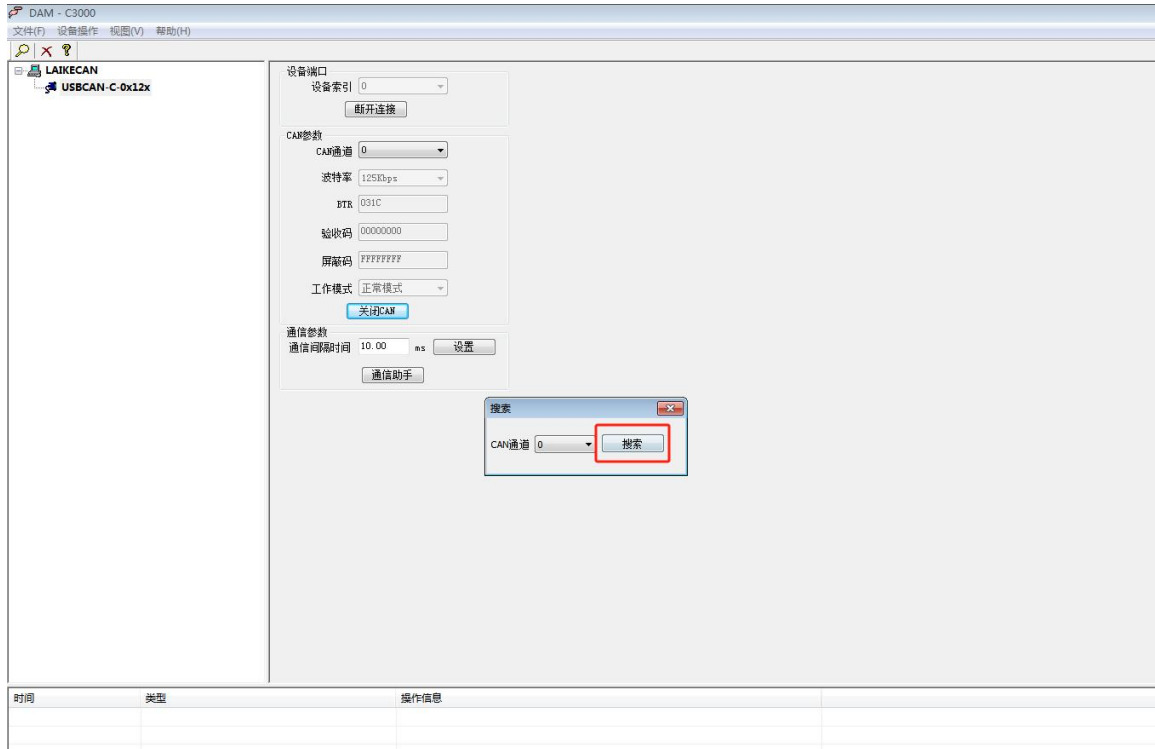 DAM - C3000
文件(F) 设备操作 视图(V) 帮助(H)
LAIKECAN
USBCAN-C-0x12x
设备端口
设备索引 0
断开连接
CAN参数
CAN通道 0
波特率 125Kbps
BTR 031C
验收码 00000000
屏蔽码 FFFFFFFF
工作模式 正常模式
关闭CAN
通信参数
通信间隔时间 10.00 ms 设置
通信助手
搜索
CAN通道 0 搜索
时间 类型 操作信息